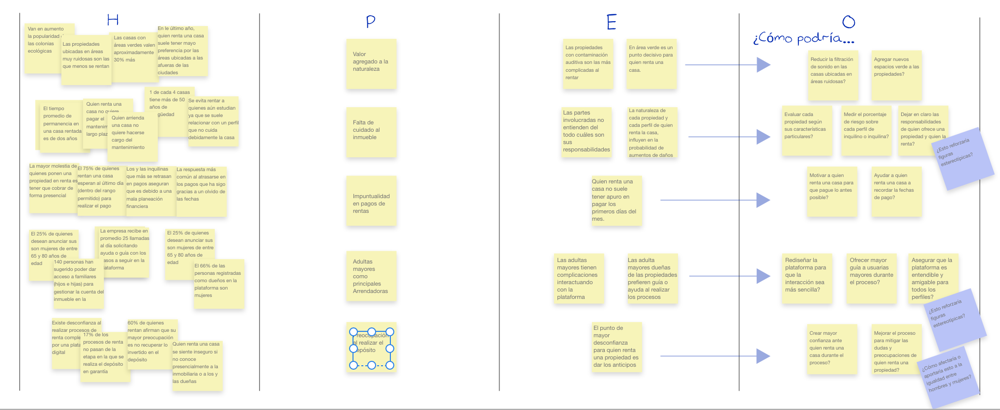 H
Van en aumento
la popularidad
las colonias
ecológicas
Las propiedades
ubicadas en áreas
muy ruidosas son las
que menos se rentan
Las casas con
áreas verdes valen
aproximadamente
30% más
En le último año,
quien renta una casa
suele tener mayo
preferencia por las
áreas ubicadas a las
afueras de las
ciudades
El tiempo
promedio de
permanencia en
una casa rentada
es de dos años
Quien renta una
casa no quiere
pagar el
largo
Quien arrienda
una casa no
quiere hacerse
cargo del
mantenimiento
1 de cada 4 casas
tiene más de 50
años de
Se evita rentar a
quienes aún estudian
ya que se suele
relacionar con un perfil
que no cuida
debidamente la casa
La mayor molestia de
quienes ponen una
propiedad en renta es
tener que cobrar de
forma presencial
El 75% de quienes
rentan una casa
esperan al último día
(dentro del rango
permitido) para
realizar el pago
Los y las inquilinas
que más se retrasan
en pagos aseguran
que es debido a una
mala planeación
financiera
La respuesta más
común al atrasarse en
los pagos que ha sigo
gracias a un olvido de
las fechas
El 25% de quienes
desean anunciar sus
son mujeres de entre
65 y 80 años de
edad
140 personas han
sugerido poder dar
acceso a familiares
(hijos e hijas) para
gestionar la cuenta del
inmueble en la
La empresa recibe en
promedio 25 llamadas
al día solicitando
ayuda o guía con los
pasos a seguir en la
plataforma
El 25% de quienes
desean anunciar sus
son mujeres de entre
65 y 80 años de
edad
El 66% de las
personas registradas
como dueños en la
plataforma son
mujeres
Existe desconfianza al
realizar procesos de
renta
por una
digital
17% de los
procesos de renta
no pasan de la
etapa en la que se
realiza el depósito
en garantía
60% de quienes
rentan afirman que su
mayor preocupación
es no recuperar lo
invertido en el
depósito
Quien renta una casa
se siente inseguro si
no conoce
presencialmente a la
inmobiliaria o a los y
las dueñas
P
Valor
agregado a la
naturaleza
Falta de
cuidado al
inmueble
Impuntualidad
en pagos de
rentas
Adultas
mayores
como
principales
Arrendadoras
Preocupación
al realizar el
depósito
E
Las propiedades
con contaminación
auditiva son las más
complicadas al
rentar
En área verde es un
punto decisivo para
quien renta una
casa.
Las partes
involucradas no
entienden del
todo cuáles son
sus
responsabilidades
La naturaleza de
cada propiedad y
cada perfil de quien
renta la casa,
influyen en la
probabilidad de
aumentos de daños
Quien renta una
casa no suele
tener apuro en
pagar los
primeros días del
mes.
Las adultas
mayores tienen
complicaciones
interactuando
con la
plataforma
Las adulta
mayores dueñas
de las propiedades
prefieren guía o
ayuda al realizar
los procesos
El punto de
mayor
desconfianza
para quien renta
una propiedad es
dar los anticipos
O
¿Cómo podría...
Reducir la filtración
de sonido en las
casas ubicadas en
áreas ruidosas?
Agregar nuevos
espacios verde a las
propiedades?
Evaluar cada
propiedad según
sus características
particulares?
Medir el porcentaje
de riesgo sobre
cada perfil de
inquilino o inquilina?
Dejar en claro las
responsabilidades
de quien ofrece una
propiedad y quien la
renta?
¿Esto reforzaría
figuras
estereotípicas?
Motivar a quien
renta una casa para
que pague lo antes
posible?
Ayudar a quien
renta una casa a
recordar la fechas
de pago?
Rediseñar la
plataforma para
que la
interacción sea
más sencilla?
Ofrecer mayor
guía a usuarias
mayores durante
el proceso?
Asegurar que la
plataforma es
entendible y
amigable para
todos los
perfiles?
¿Esto reforzaría
figuras
estereotípicas?
Crear mayor
confianza ante
quien renta una
casa durante el
proceso?
Mejorar el proceso
para mitigar las
dudas y
preocupaciones de
quien renta una
propiedad?
¿Cómo afectaría o
aportaría esto a la
igualdad entre
hombres y mujeres?